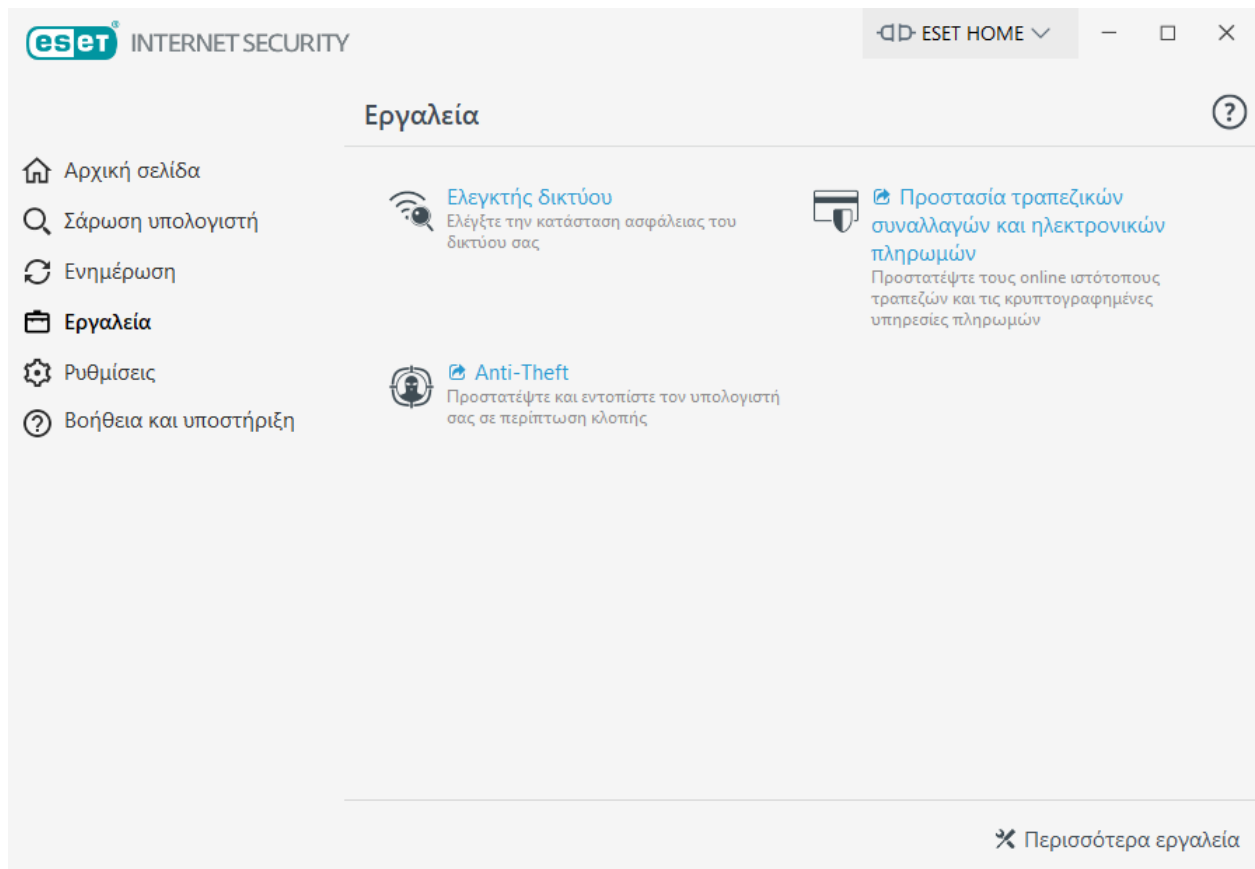 eset® INTERNET SECURITY
ESET HOME
Εργαλεία
Αρχική σελίδα
Σάρωση υπολογιστή
Ενημέρωση
Εργαλεία
Ρυθμίσεις
Βοήθεια και υποστήριξη
Ελεγκτής δικτύου
Ελέγξτε την κατάσταση ασφάλειας του
δικτύου σας
Προστασία τραπεζικών
συναλλαγών και ηλεκτρονικών
πληρωμών
Προστατέψτε τους online ιστότοπους
τραπεζών και τις κρυπτογραφημένες
υπηρεσίες πληρωμών
Anti-Theft
Προστατέψτε και εντοπίστε τον υπολογιστή
σας σε περίπτωση κλοπής
Περισσότερα εργαλεία